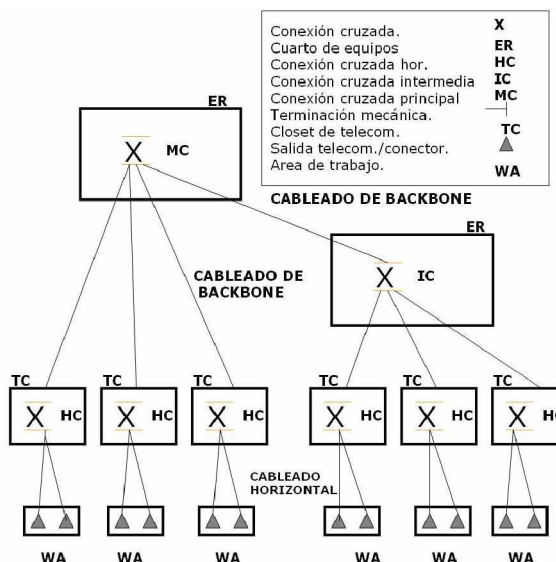 Conexión cruzada. X
Cuarto de equipos ER
Conexión cruzada hor. HC
Conexión cruzada intermedia IC
Conexión cruzada principal MC
Terminación mecánica.
Closet de telecom. TC
Salida telecom./conector.
Area de trabajo. WA
ER
X MC
CABLEADO DE BACKBONE
ER
CABLEADO DE
BACKBONE
X IC
TC TC TC TC TC TC
X HC X HC X HC X HC X HC X HC
CABLEADO
HORIZONTAL
WA WA WA WA WA WA